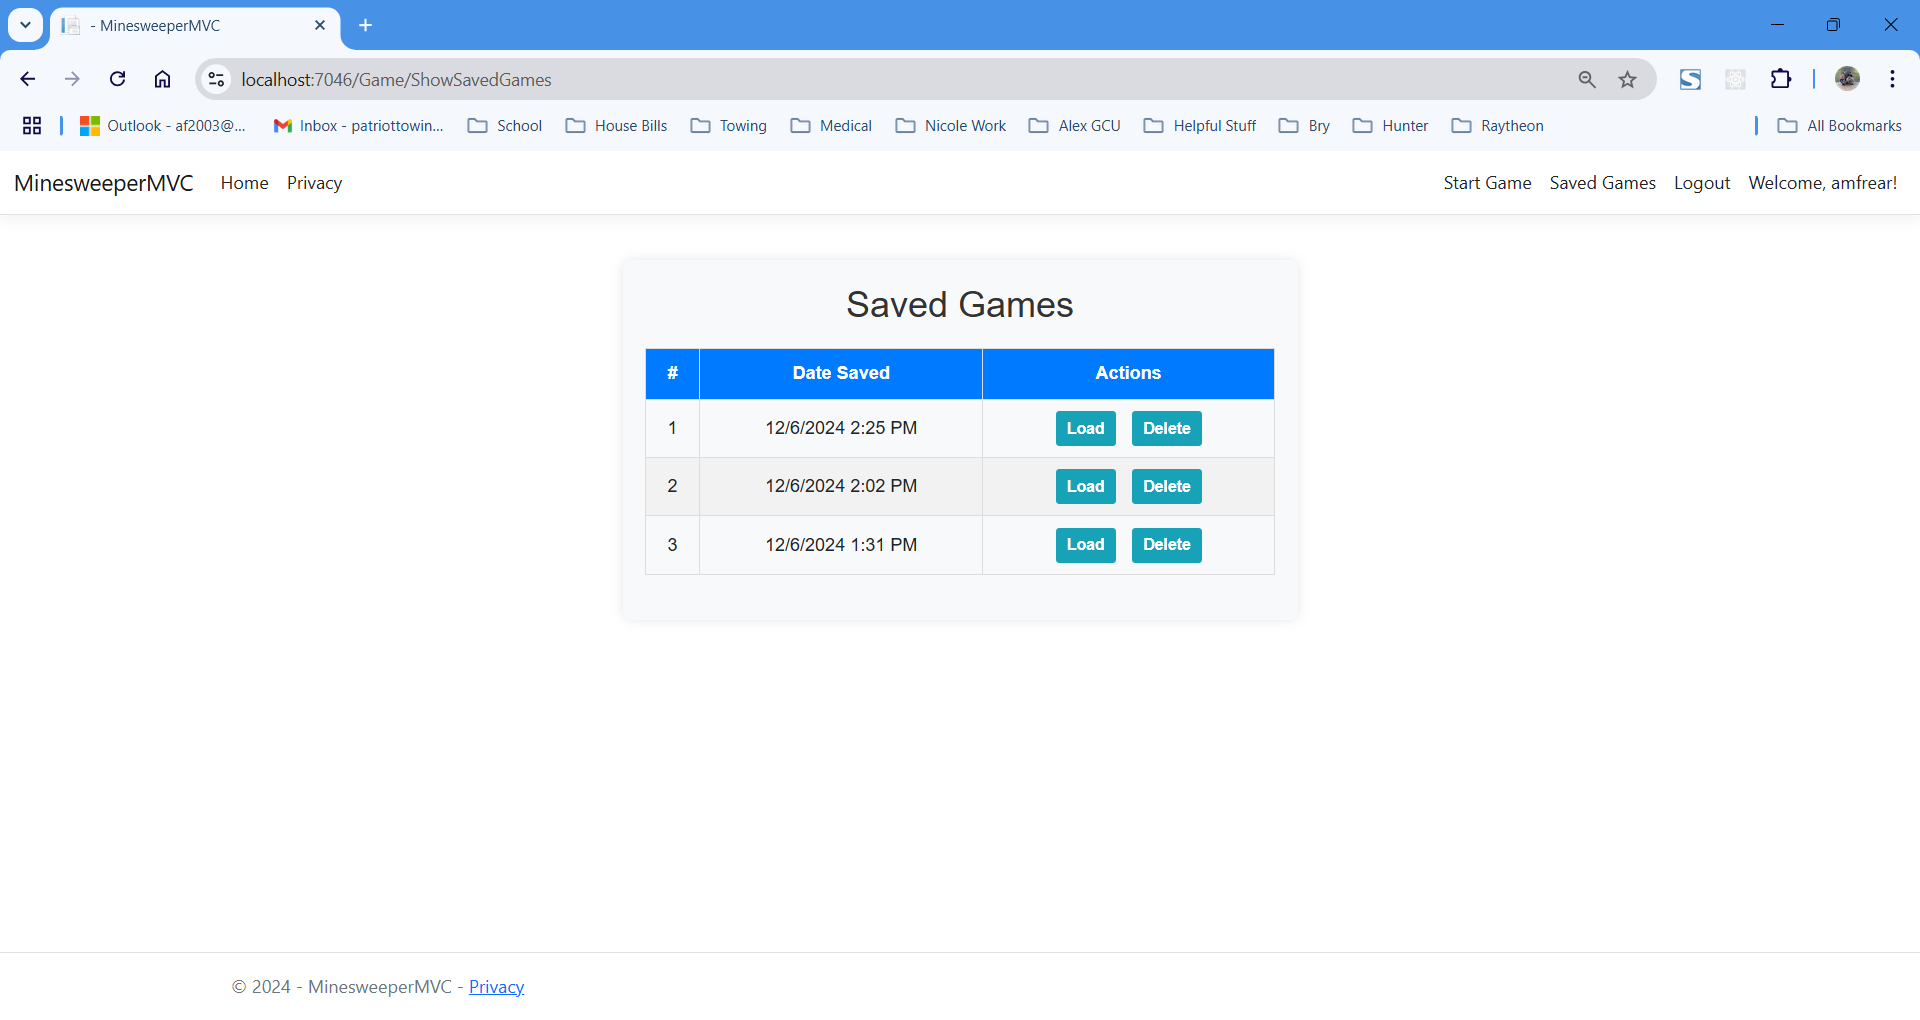 - MinesweeperMVC
localhost:7046/Game/ShowSavedGames
Outlook - af2003@... Inbox - patriottowin... School House Bills Towing Medical Nicole Work Alex GCU Helpful Stuff Bry Hunter Raytheon All Bookmarks
MinesweeperMVC Home Privacy Start Game Saved Games Logout Welcome, amfrear!
Saved Games
# Date Saved Actions
1 12/6/2024 2:25 PM Load Delete
2 12/6/2024 2:02 PM Load Delete
3 12/6/2024 1:31 PM Load Delete
© 2024 - MinesweeperMVC - Privacy